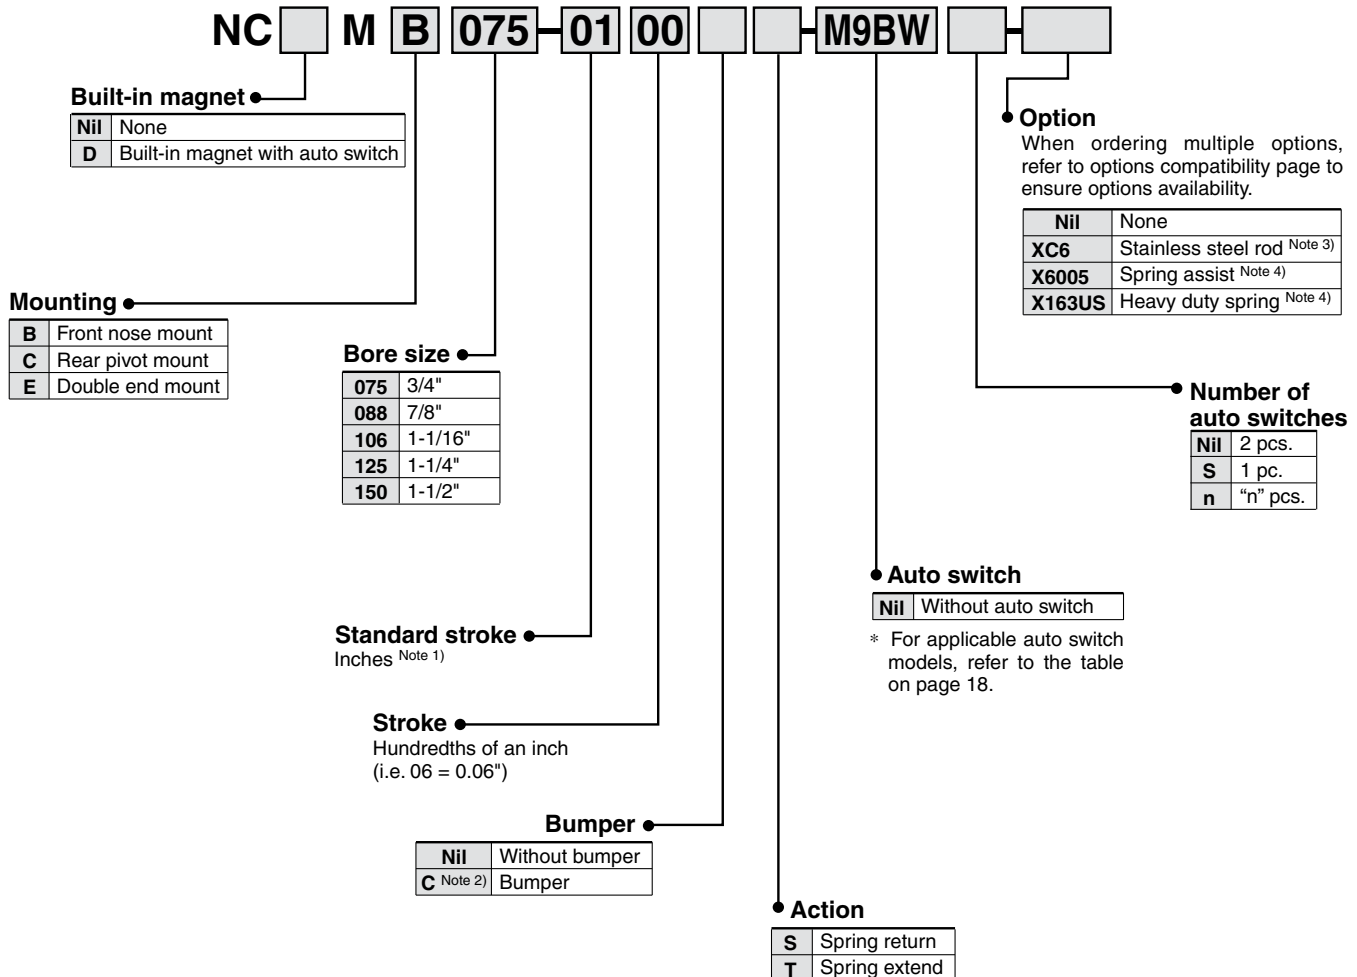 NC M B 075-01 00 -M9BW -
Built-in magnet
Nil None
D Built-in magnet with auto switch
Option
When ordering multiple options,
refer to options compatibility page to
ensure options availability.
Nil None
XC6 Stainless steel rod Note 3)
X6005 Spring assist Note 4)
X163US Heavy duty spring Note 4)
Mounting
B Front nose mount
C Rear pivot mount
E Double end mount
Bore size
075 3/4"
088 7/8"
106 1-1/16"
125 1-1/4"
150 1-1/2"
Number of
auto switches
Nil 2 pcs.
S 1 pc.
n “n” pcs.
Auto switch
Nil Without auto switch
* For applicable auto switch
models, refer to the table
on page 18.
Standard stroke
Inches Note 1)
Stroke
Hundredths of an inch
(i.e. 06 = 0.06")
Bumper
Nil Without bumper
C Note 2) Bumper
Action
S Spring return
T Spring extend